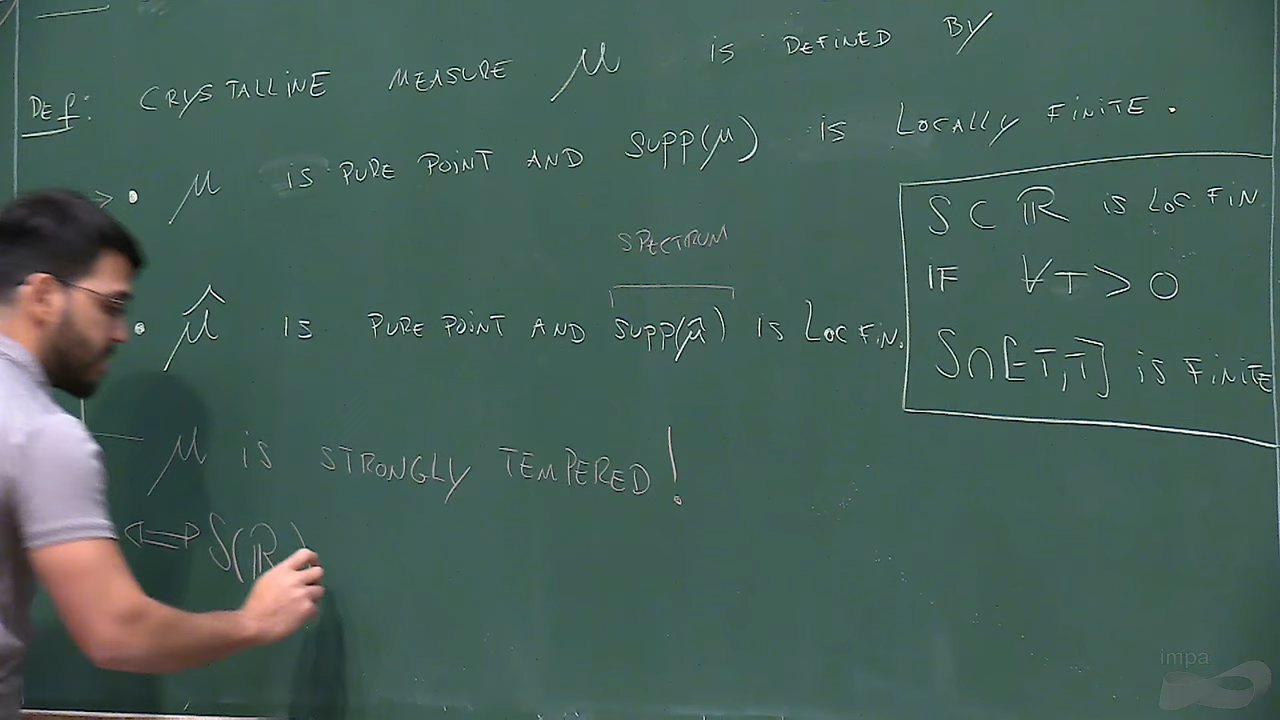 Def: CRYSTALLINE MEASURE μ IS DEFINED BY
• μ IS PURE POINT AND SUPP(μ) IS LOCALLY FINITE.
SPECTRUM
• μ̂ IS PURE POINT AND SUPP(μ̂) IS LOC FIN.
μ IS STRONGLY TEMPERED!
⟺ S(ℝ)
S ⊂ ℝ IS LOC. FIN.
IF ∀T > 0
S∩[-T,T] IS FINITE
impa